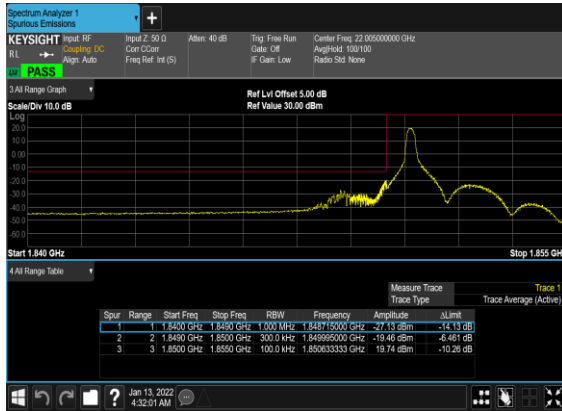 Spectrum Analyzer 1
Spurious Emissions
KEYSIGHT
RL
Input: RF
Coupling: DC
Align: Auto
Input Z: 50 Ω
Corr CCorr
Freq Ref: Int (S)
Atten: 40 dB
Trig: Free Run
Gate: Off
IF Gain: Low
Center Freq: 22.005000000 GHz
Avg|Hold: 100/100
Radio Std: None
PASS
3 All Range Graph
Scale/Div 10.0 dB
Ref Lvl Offset 5.00 dB
Ref Value 30.00 dBm
Log
20.0
10.0
0.00
-10.0
-20.0
-30.0
-40.0
-50.0
-60.0
Start 1.840 GHz
Stop 1.855 GH
4 All Range Table
Measure Trace Trace 1
Trace Type Trace Average (Active)
Spur Range Start Freq Stop Freq RBW Frequency Amplitude ΔLimit
1 1 1.8400 GHz 1.8490 GHz 1.000 MHz 1.848715000 GHz -27.13 dBm -14.13 dB
2 2 1.8490 GHz 1.8500 GHz 300.0 kHz 1.849995000 GHz -19.46 dBm -6.461 dB
3 3 1.8500 GHz 1.8550 GHz 100.0 kHz 1.850633333 GHz 19.74 dBm -10.26 dB
?
Jan 13, 2022
4:32:01 AM